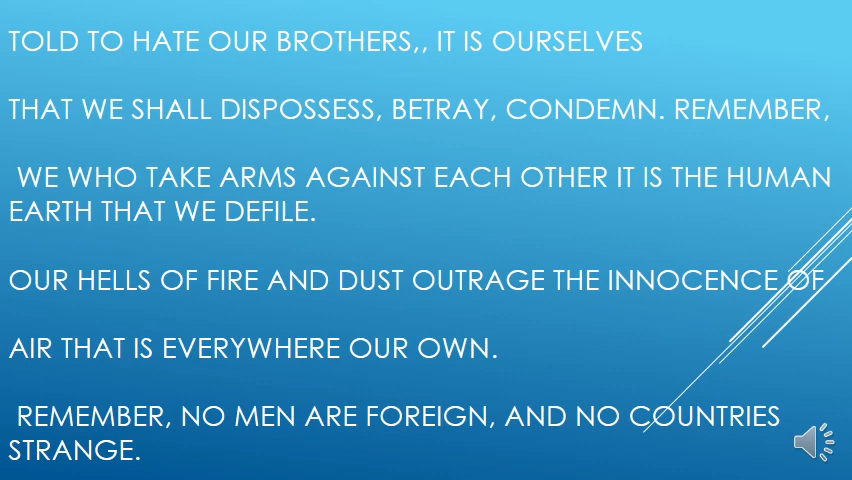 TOLD TO HATE OUR BROTHERS,, IT IS OURSELVES
THAT WE SHALL DISPOSSESS, BETRAY, CONDEMN. REMEMBER,
WE WHO TAKE ARMS AGAINST EACH OTHER IT IS THE HUMAN
EARTH THAT WE DEFILE.
OUR HELLS OF FIRE AND DUST OUTRAGE THE INNOCENCE OF
AIR THAT IS EVERYWHERE OUR OWN.
REMEMBER, NO MEN ARE FOREIGN, AND NO COUNTRIES
STRANGE.